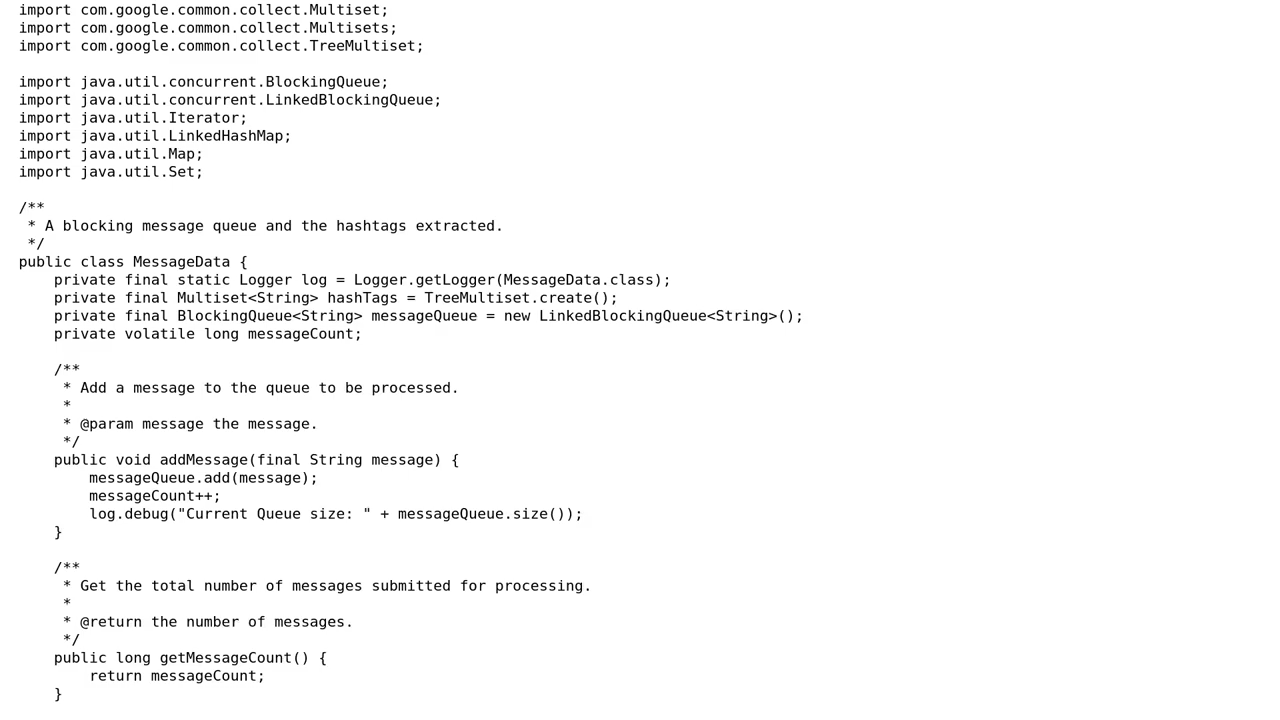 import com.google.common.collect.Multiset;
import com.google.common.collect.Multisets;
import com.google.common.collect.TreeMultiset;

import java.util.concurrent.BlockingQueue;
import java.util.concurrent.LinkedBlockingQueue;
import java.util.Iterator;
import java.util.LinkedHashMap;
import java.util.Map;
import java.util.Set;

/**
 * A blocking message queue and the hashtags extracted.
 */
public class MessageData {
    private final static Logger log = Logger.getLogger(MessageData.class);
    private final Multiset<String> hashTags = TreeMultiset.create();
    private final BlockingQueue<String> messageQueue = new LinkedBlockingQueue<String>();
    private volatile long messageCount;

    /**
     * Add a message to the queue to be processed.
     *
     * @param message the message.
     */
    public void addMessage(final String message) {
        messageQueue.add(message);
        messageCount++;
        log.debug("Current Queue size: " + messageQueue.size());
    }

    /**
     * Get the total number of messages submitted for processing.
     *
     * @return the number of messages.
     */
    public long getMessageCount() {
        return messageCount;
    }